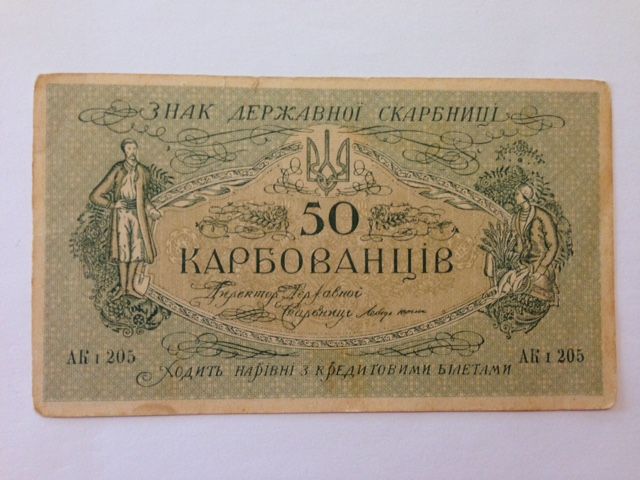 ЗНАК ДЕРЖАВНОЇ СКАРБНИЦІ
50
КАРБОВАНЦІВ
Директор Державної
Скарбниці
АК І 205 АК І 205
Ходить нарівні з кредитовими білетами